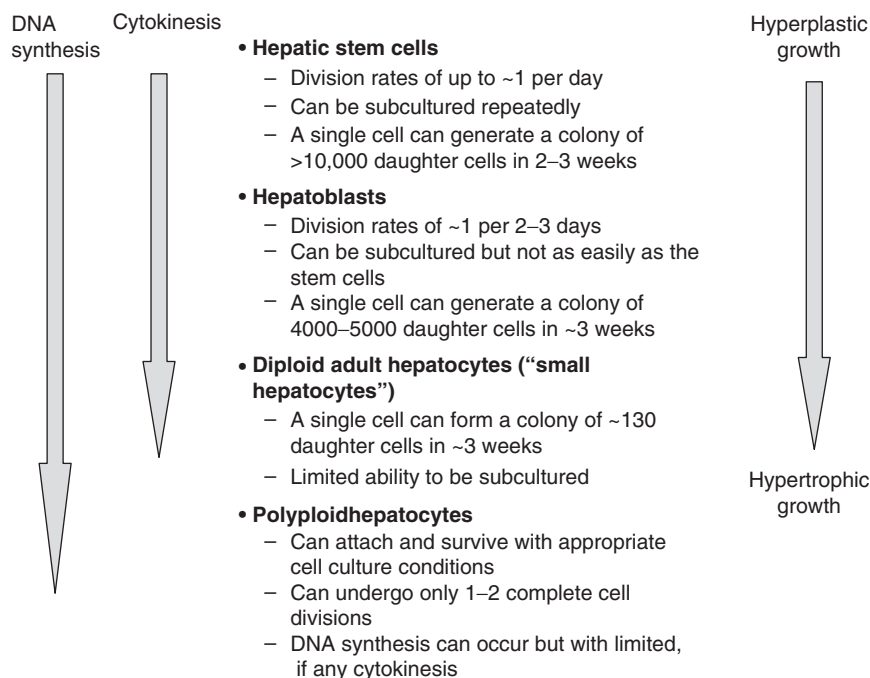 DNA
synthesis
Cytokinesis
• Hepatic stem cells
– Division rates of up to ~1 per day
– Can be subcultured repeatedly
– A single cell can generate a colony of
>10,000 daughter cells in 2–3 weeks
• Hepatoblasts
– Division rates of ~1 per 2–3 days
– Can be subcultured but not as easily as the
stem cells
– A single cell can generate a colony of
4000–5000 daughter cells in ~3 weeks
• Diploid adult hepatocytes (“small
hepatocytes”)
– A single cell can form a colony of ~130
daughter cells in ~3 weeks
– Limited ability to be subcultured
• Polyploidhepatocytes
– Can attach and survive with appropriate
cell culture conditions
– Can undergo only 1–2 complete cell
divisions
– DNA synthesis can occur but with limited,
if any cytokinesis
Hyperplastic
growth
Hypertrophic
growth